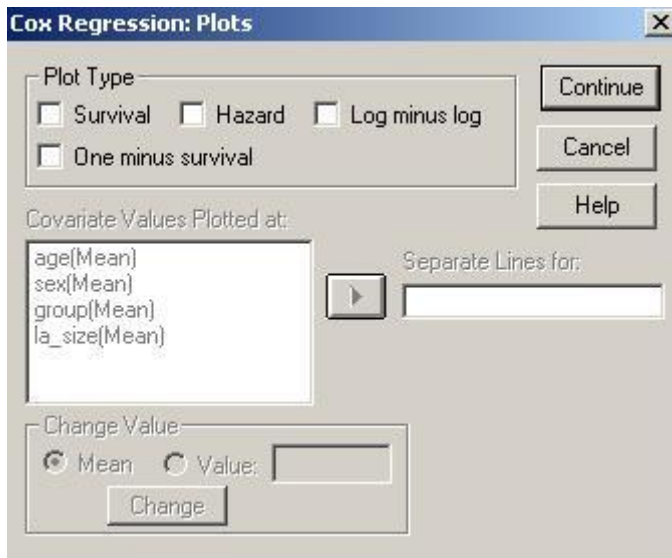 Cox Regression: Plots
Plot Type
Survival Hazard Log minus log
One minus survival
Continue
Cancel
Help
Covariate Values Plotted at:
age(Mean)
sex(Mean)
group(Mean)
la_size(Mean)
Separate Lines for:
Change Value
Mean Value:
Change